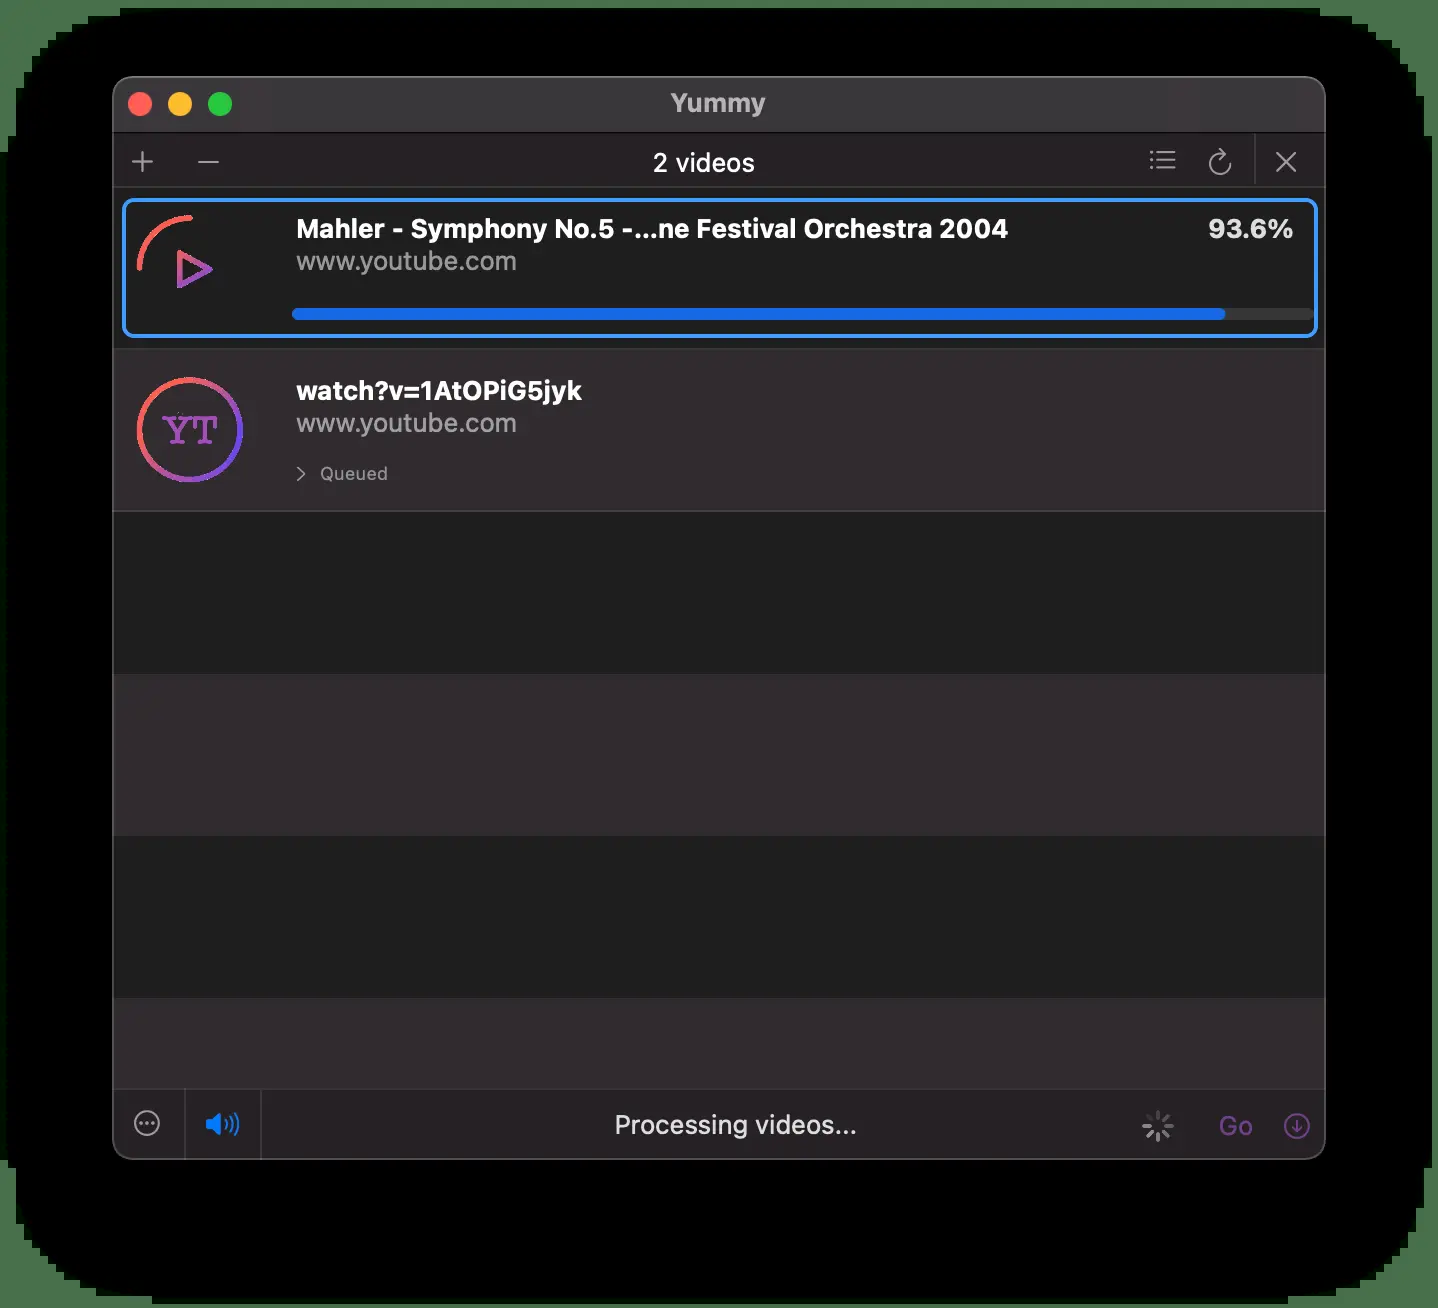 Yummy
2 videos
Mahler - Symphony No.5 -...ne Festival Orchestra 2004
93.6%
www.youtube.com
YT
watch?v=1AtOPiG5jyk
www.youtube.com
Queued
Processing videos...
Go